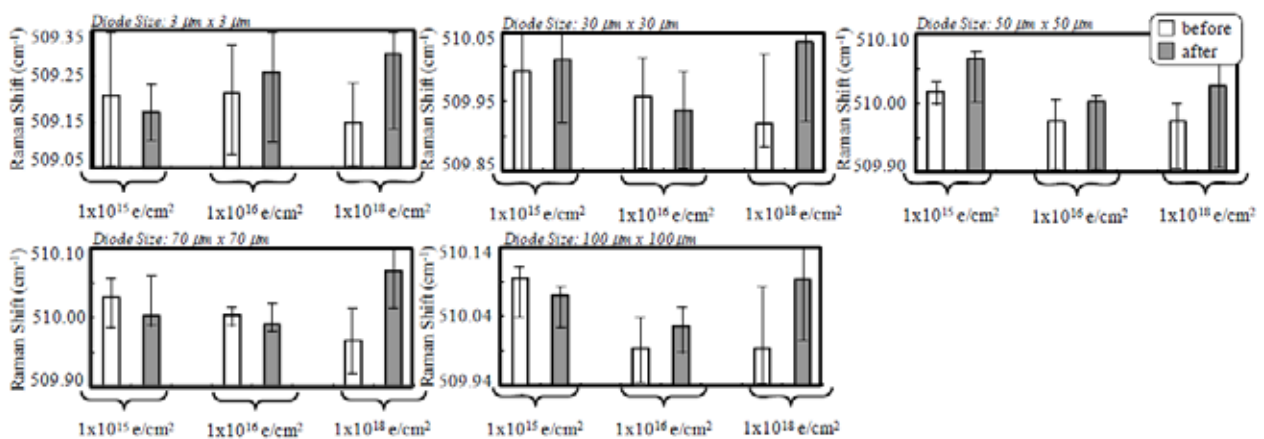 Diode Size: 3 µm x 3 µm
Raman Shift (cm⁻¹)
509.35
509.25
509.15
509.05
1x10¹⁵ e/cm²
1x10¹⁶ e/cm²
1x10¹⁸ e/cm²
Diode Size: 30 µm x 30 µm
Raman Shift (cm⁻¹)
510.05
509.95
509.85
1x10¹⁵ e/cm²
1x10¹⁶ e/cm²
1x10¹⁸ e/cm²
Diode Size: 50 µm x 50 µm
Raman Shift (cm⁻¹)
510.10
510.00
509.90
before
after
1x10¹⁵ e/cm²
1x10¹⁶ e/cm²
1x10¹⁸ e/cm²
Diode Size: 70 µm x 70 µm
Raman Shift (cm⁻¹)
510.10
510.00
509.90
1x10¹⁵ e/cm²
1x10¹⁶ e/cm²
1x10¹⁸ e/cm²
Diode Size: 100 µm x 100 µm
Raman Shift (cm⁻¹)
510.14
510.04
509.94
1x10¹⁵ e/cm²
1x10¹⁶ e/cm²
1x10¹⁸ e/cm²